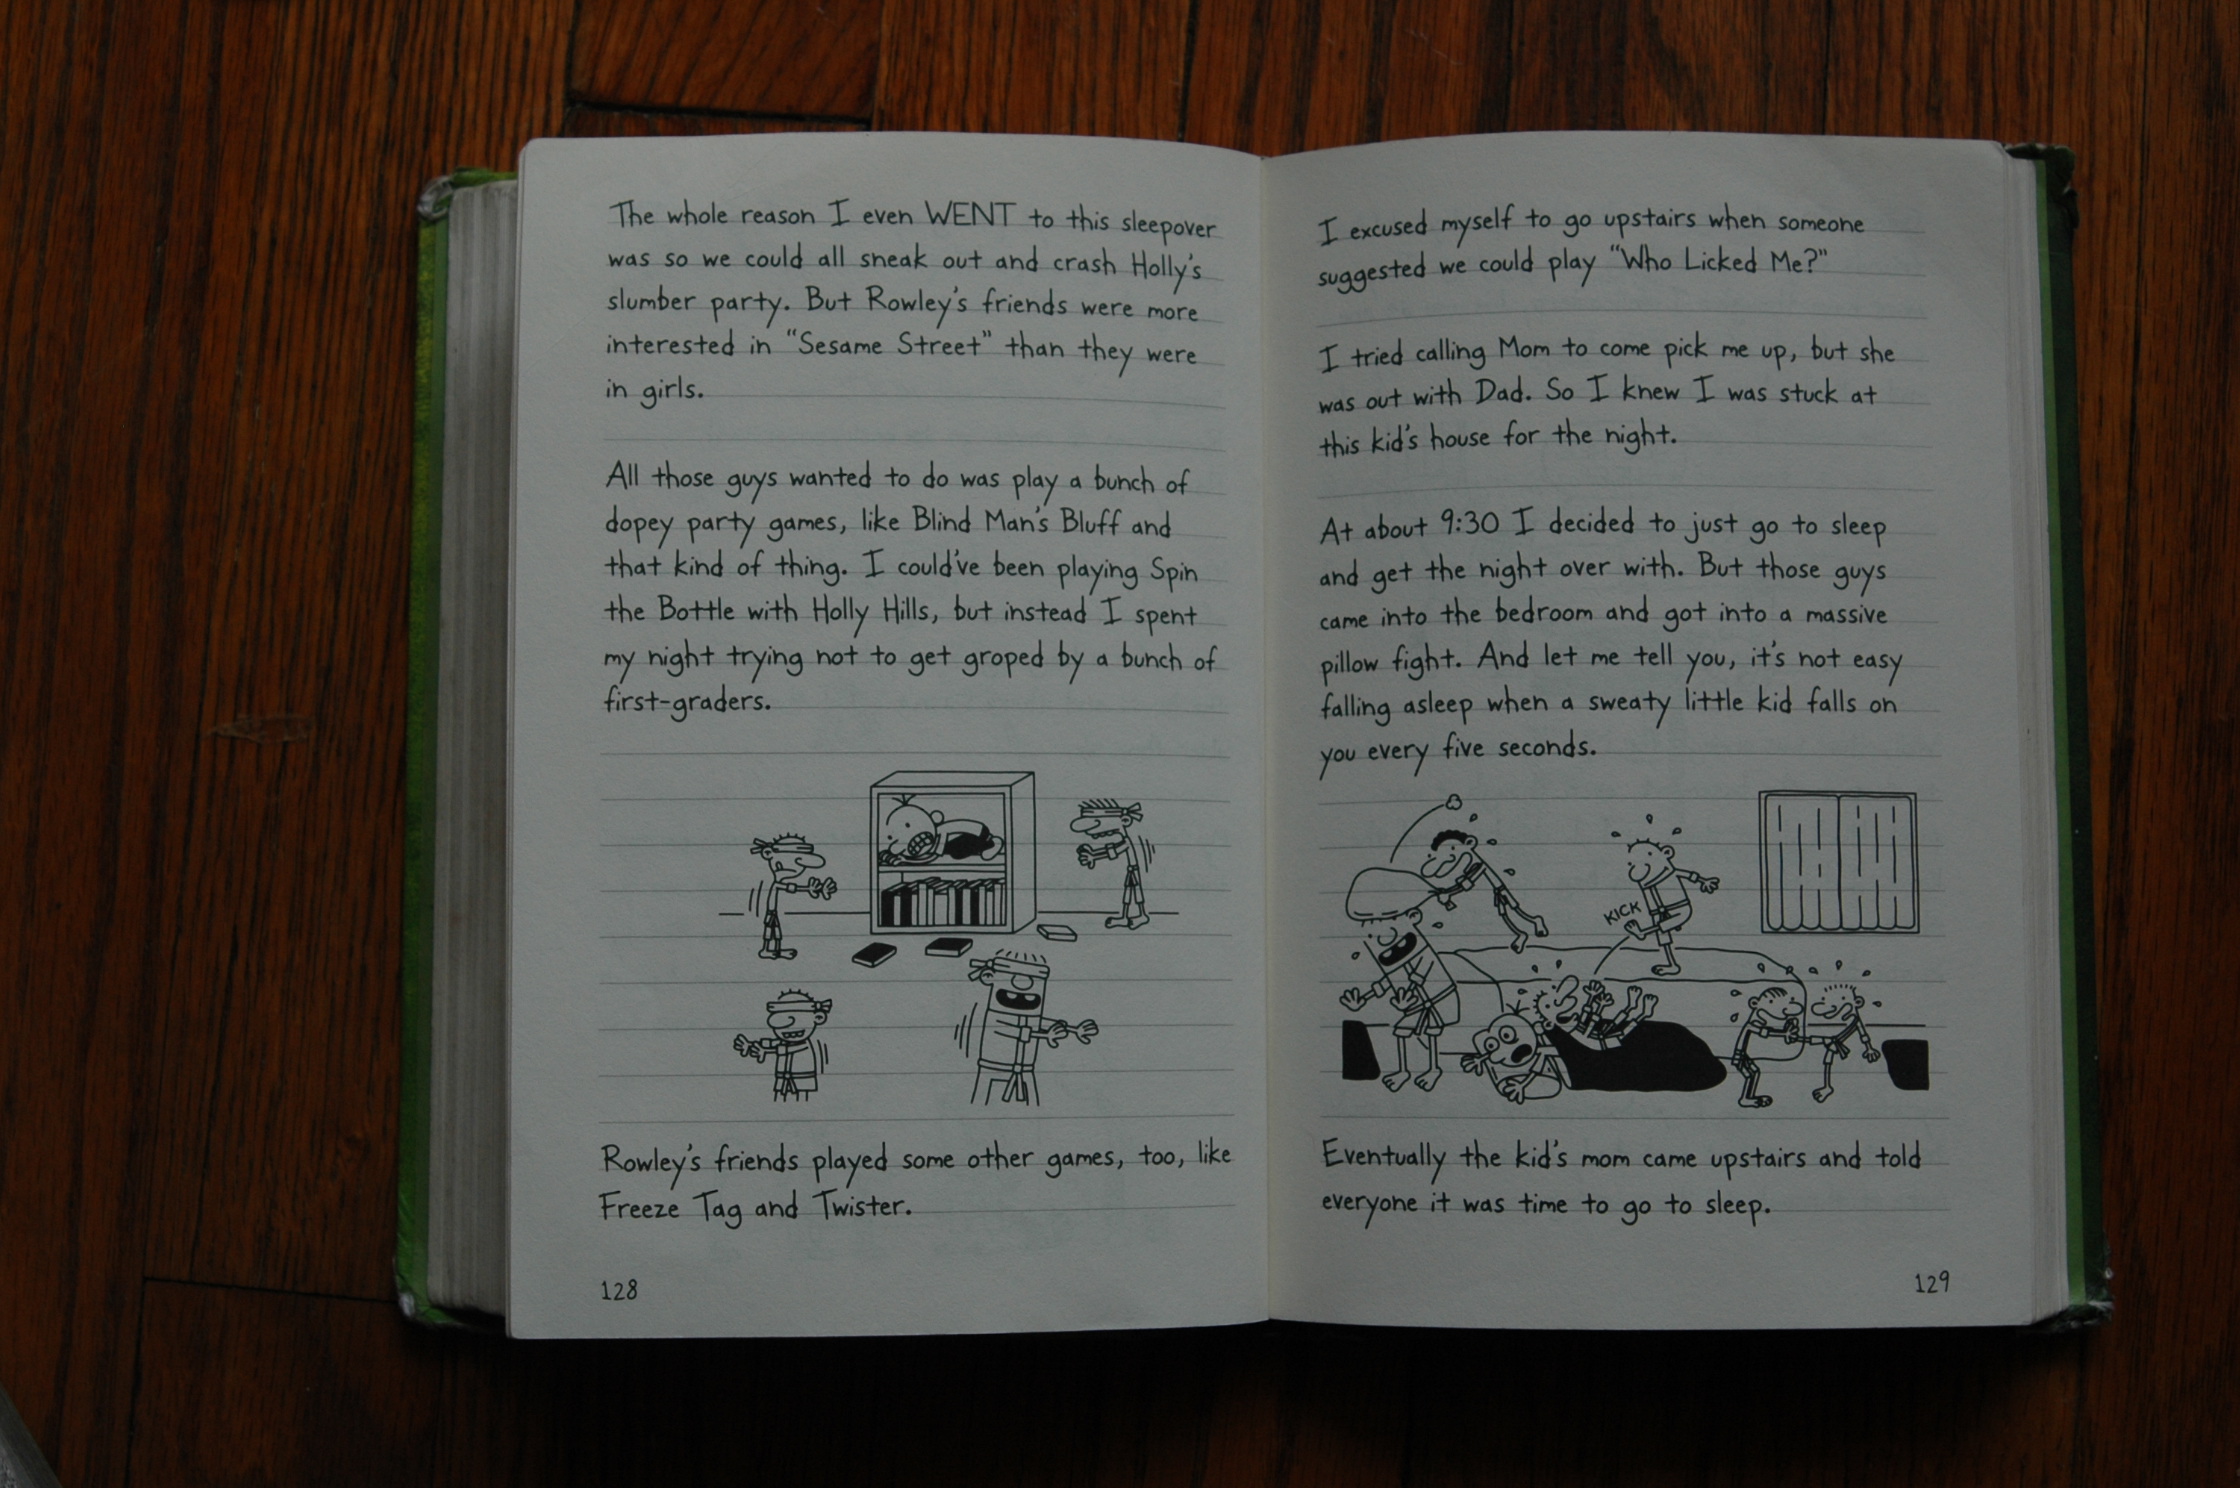 The whole reason I even WENT to this sleepover
was so we could all sneak out and crash Holly's
slumber party. But Rowley's friends were more
interested in "Sesame Street" than they were
in girls.
All those guys wanted to do was play a bunch of
dopey party games, like Blind Man's Bluff and
that kind of thing. I could've been playing Spin
the Bottle with Holly Hills, but instead I spent
my night trying not to get groped by a bunch of
first-graders.
Rowley's friends played some other games, too, like
Freeze Tag and Twister.
128
I excused myself to go upstairs when someone
suggested we could play "Who Licked Me?"
I tried calling Mom to come pick me up, but she
was out with Dad. So I knew I was stuck at
this kid's house for the night.
At about 9:30 I decided to just go to sleep
and get the night over with. But those guys
came into the bedroom and got into a massive
pillow fight. And let me tell you, it's not easy
falling asleep when a sweaty little kid falls on
you every five seconds.
KICK
Eventually the kid's mom came upstairs and told
everyone it was time to go to sleep.
129